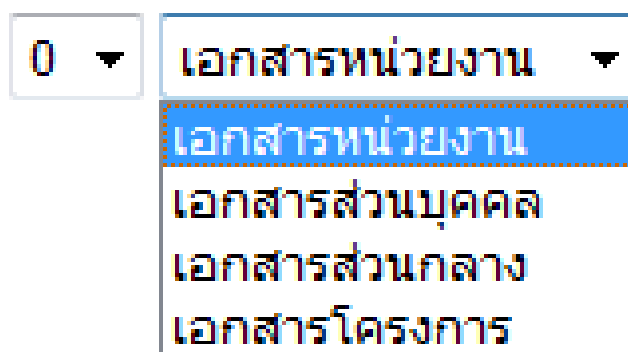 0 เอกสารหน่วยงาน
เอกสารหน่วยงาน
เอกสารส่วนบุคคล
เอกสารส่วนกลาง
เอกสารโครงการ